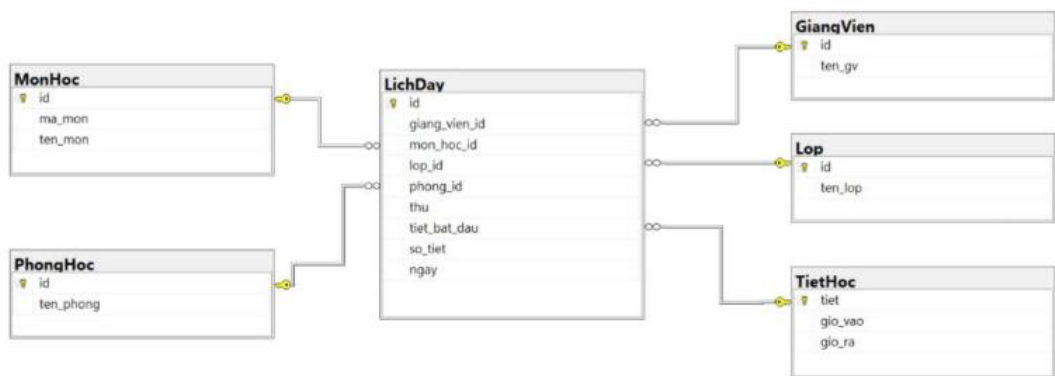 MonHoc
id
ma_mon
ten_mon
PhongHoc
id
ten_phong
LichDay
id
giang_vien_id
mon_hoc_id
lop_id
phong_id
thu
tiet_bat_dau
so_tiet
ngay
GiangVien
id
ten_gv
Lop
id
ten_lop
TietHoc
tiet
gio_vao
gio_ra